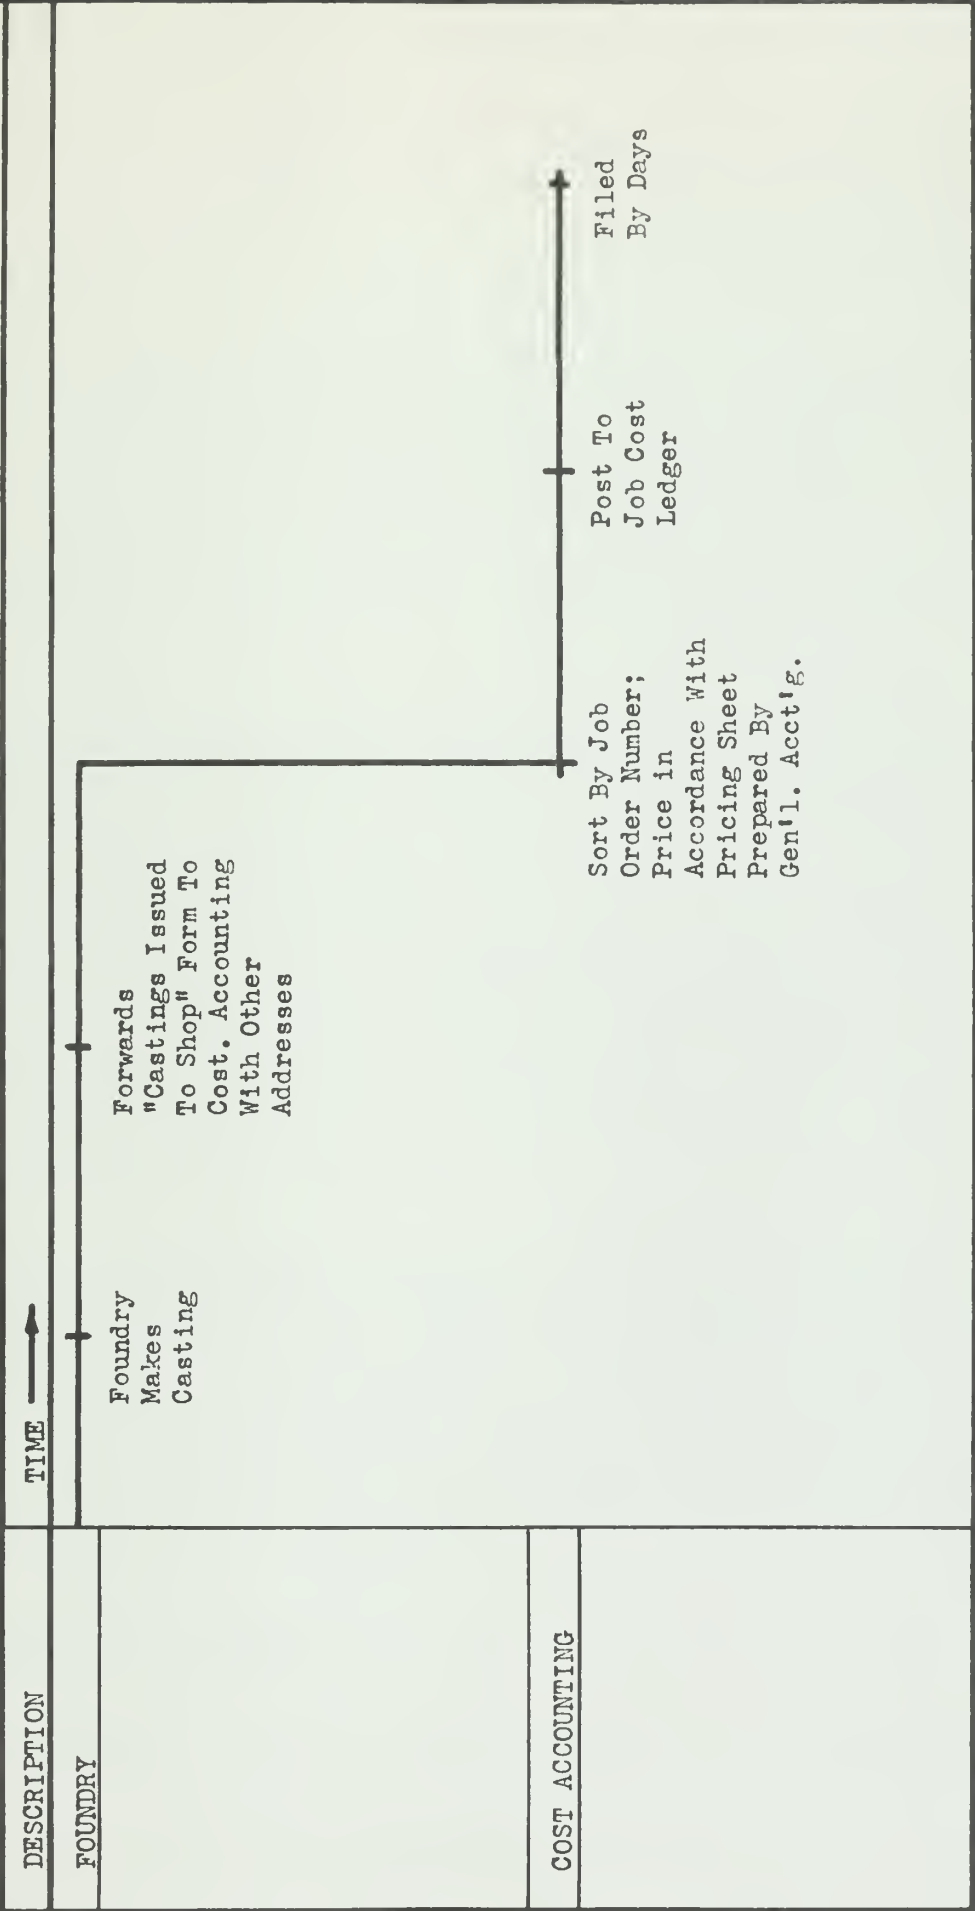 DESCRIPTION
TIME
FOUNDRY
Foundry
Makes
Casting
Forwards
"Castings Issued
To Shop" Form To
Cost. Accounting
With Other
Addresses
COST ACCOUNTING
Sort By Job
Order Number;
Price in
Accordance With
Pricing Sheet
Prepared By
Gen'l. Acct'g.
Post To
Job Cost
Ledger
Filed
By Days